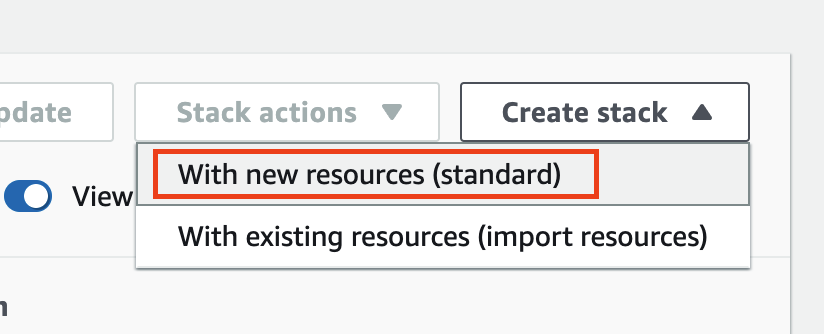 pdate
Stack actions
Create stack
With new resources (standard)
View
With existing resources (import resources)
n